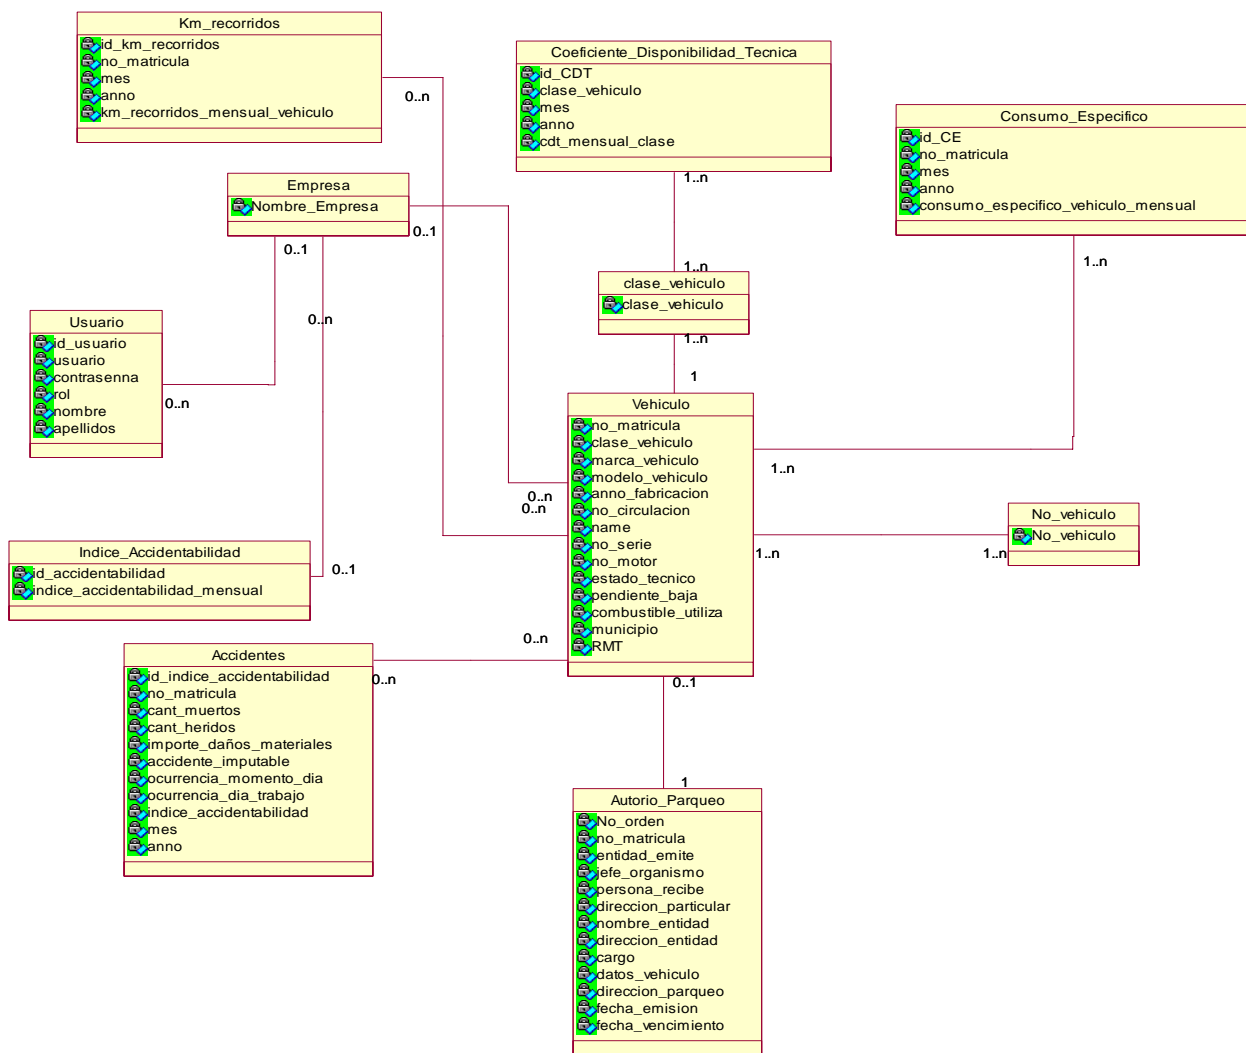 Km_recorridos
id_km_recorridos
no_matricula
mes
anno
km_recorridos_mensual_vehiculo
0..n
Coeficiente_Disponibilidad_Tecnica
id_CDT
clase_vehiculo
mes
anno
cdt_mensual_clase
1..n
Consumo_Especifico
id_CE
no_matricula
mes
anno
consumo_especifico_vehiculo_mensual
1..n
Empresa
Nombre_Empresa
0..1
0..1
0..n
1..n
clase_vehiculo
clase_vehiculo
1..n
1
Usuario
id_usuario
usuario
contrasenna
rol
nombre
apellidos
0..n
Vehiculo
no_matricula
clase_vehiculo
marca_vehiculo
modelo_vehiculo
anno_fabricacion
no_circulacion
name
no_serie
no_motor
estado_tecnico
pendiente_baja
combustible_utiliza
municipio
RMT
1..n
0..n
0..n
1..n
1..n
No_vehiculo
No_vehiculo
Indice_Accidentabilidad
id_accidentabilidad
indice_accidentabilidad_mensual
0..1
0..n
0..n
0..1
Accidentes
id_indice_accidentabilidad
no_matricula
cant_muertos
cant_heridos
importe_daños_materiales
accidente_imputable
ocurrencia_momento_dia
ocurrencia_dia_trabajo
indice_accidentabilidad
mes
anno
1
Autorio_Parqueo
No_orden
no_matricula
entidad_emite
jefe_organismo
persona_recibe
direccion_particular
nombre_entidad
direccion_entidad
cargo
datos_vehiculo
direccion_parqueo
fecha_emision
fecha_vencimiento